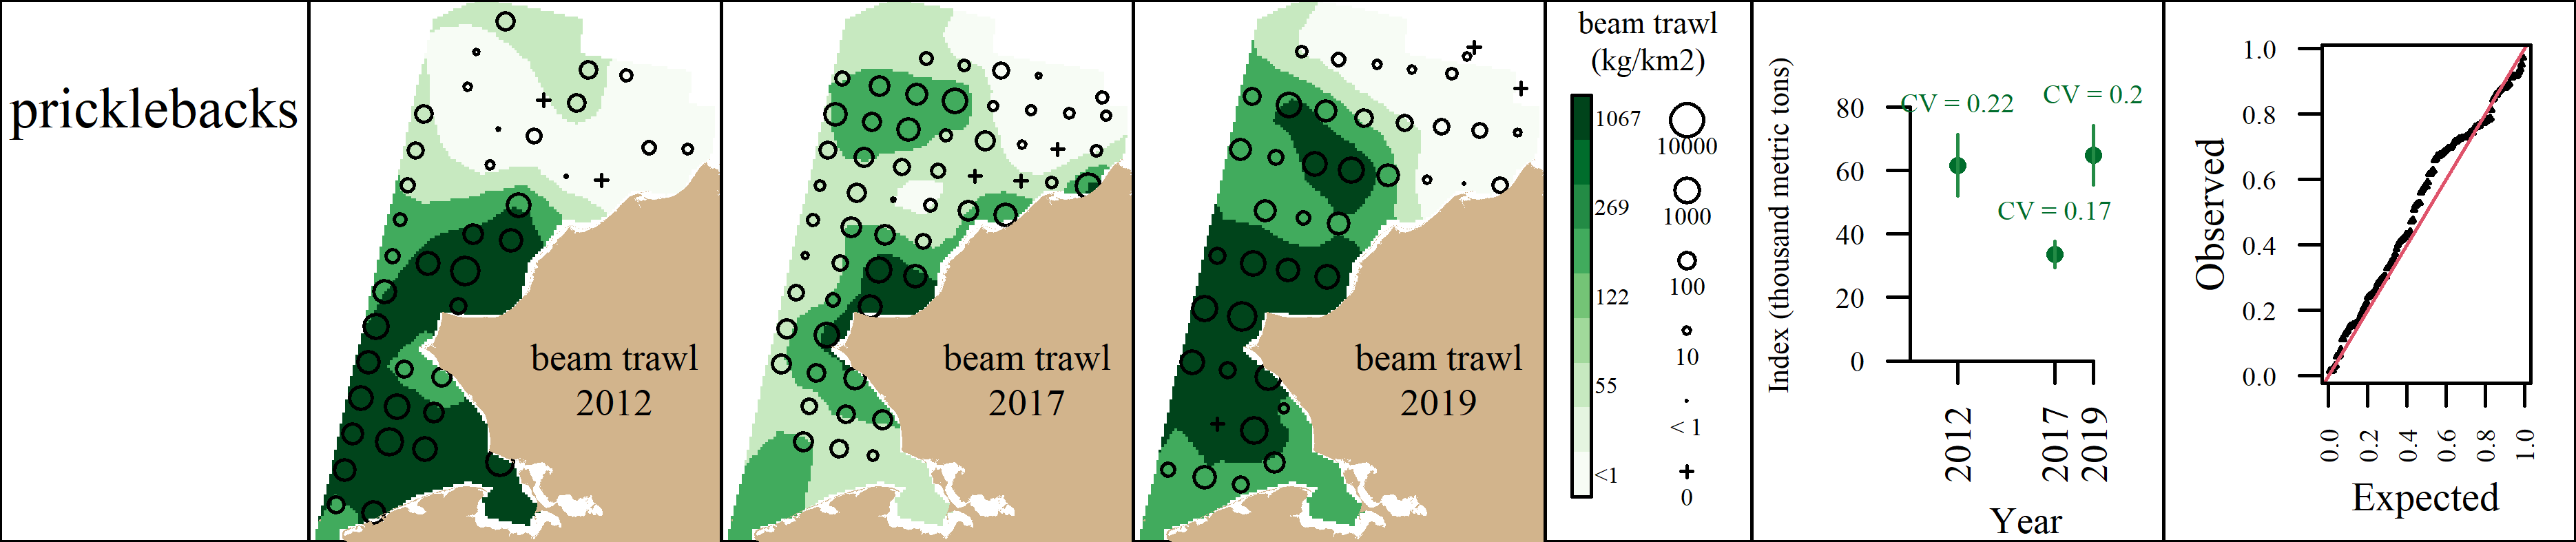 pricklebacks
beam trawl
2012
beam trawl
2017
beam trawl
2019
beam trawl
(kg/km2)
1067
269
122
55
<1
10000
1000
100
10
< 1
0
Index (thousand metric tons)
80
60
40
20
0
CV = 0.22
CV = 0.2
CV = 0.17
2012
2017
2019
Year
Observed
1.0
0.8
0.6
0.4
0.2
0.0
0.0
0.2
0.4
0.6
0.8
1.0
Expected